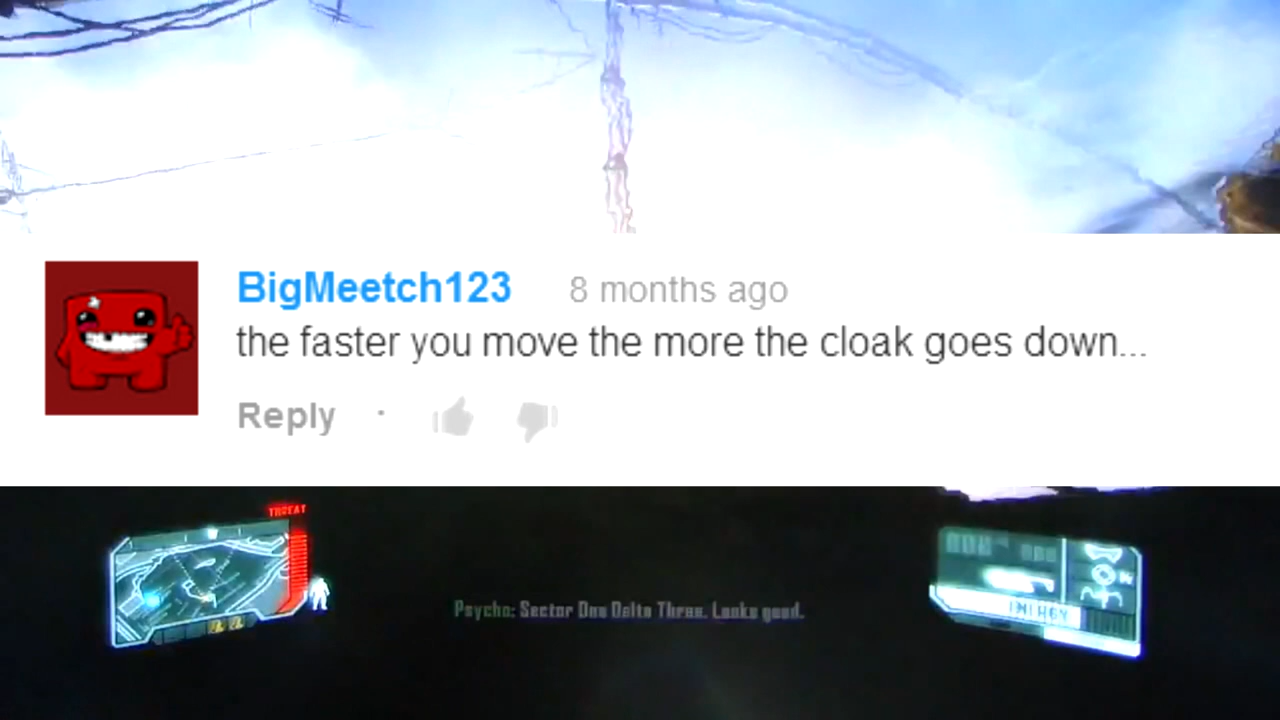 BigMeetch123 8 months ago
the faster you move the more the cloak goes down...
Reply ·
THREAT
Psycho: Sector One Delta Three. Looks good.
ENERGY